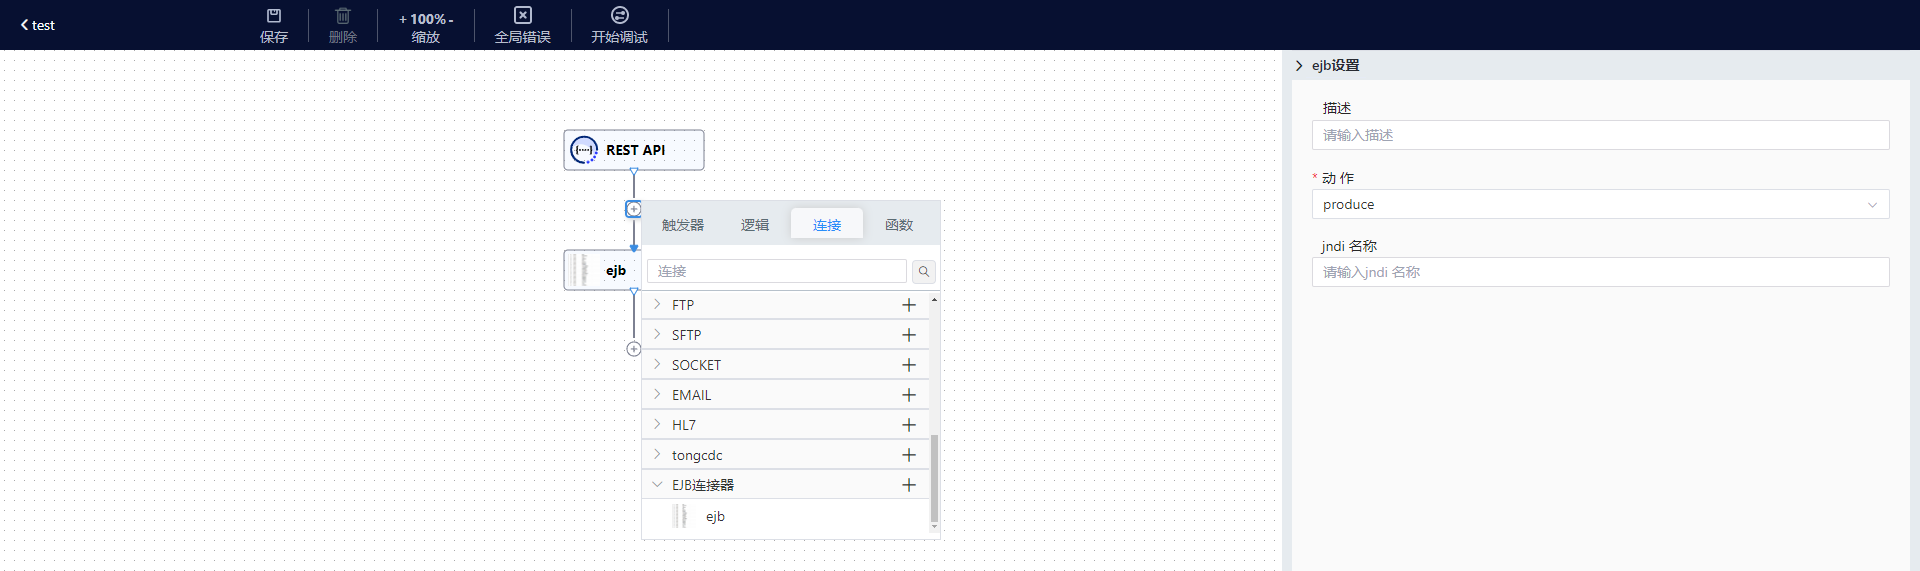 test
保存
删除
+ 100% -
缩放
全局错误
开始调试
REST API
ejb
触发器
逻辑
连接
函数
连接
FTP
SFTP
SOCKET
EMAIL
HL7
tongcdc
EJB连接器
ejb
ejb设置
描述
请输入描述
* 动 作
produce
jndi 名称
请输入jndi 名称